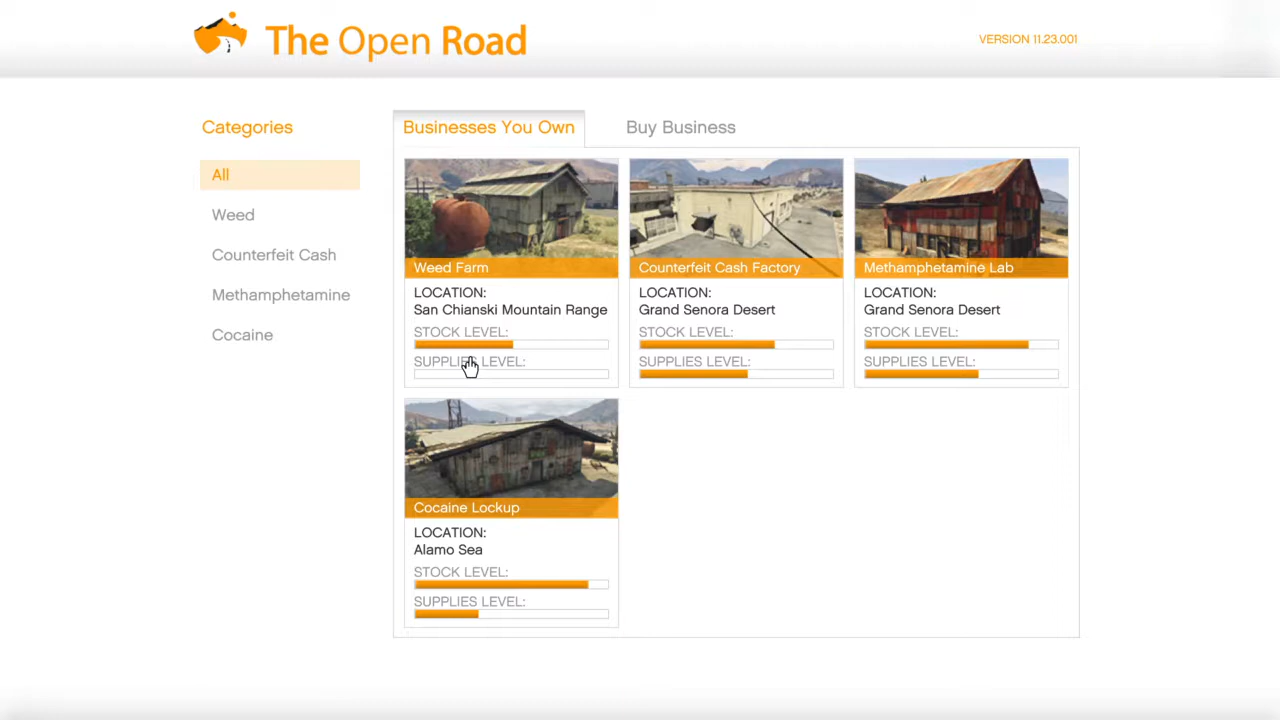 The Open Road
VERSION 11.23.001
Categories
All
Weed
Counterfeit Cash
Methamphetamine
Cocaine
Businesses You Own
Buy Business
Weed Farm
LOCATION:
San Chianski Mountain Range
STOCK LEVEL:
SUPPLIES LEVEL:
Counterfeit Cash Factory
LOCATION:
Grand Senora Desert
STOCK LEVEL:
SUPPLIES LEVEL:
Methamphetamine Lab
LOCATION:
Grand Senora Desert
STOCK LEVEL:
SUPPLIES LEVEL:
Cocaine Lockup
LOCATION:
Alamo Sea
STOCK LEVEL:
SUPPLIES LEVEL: